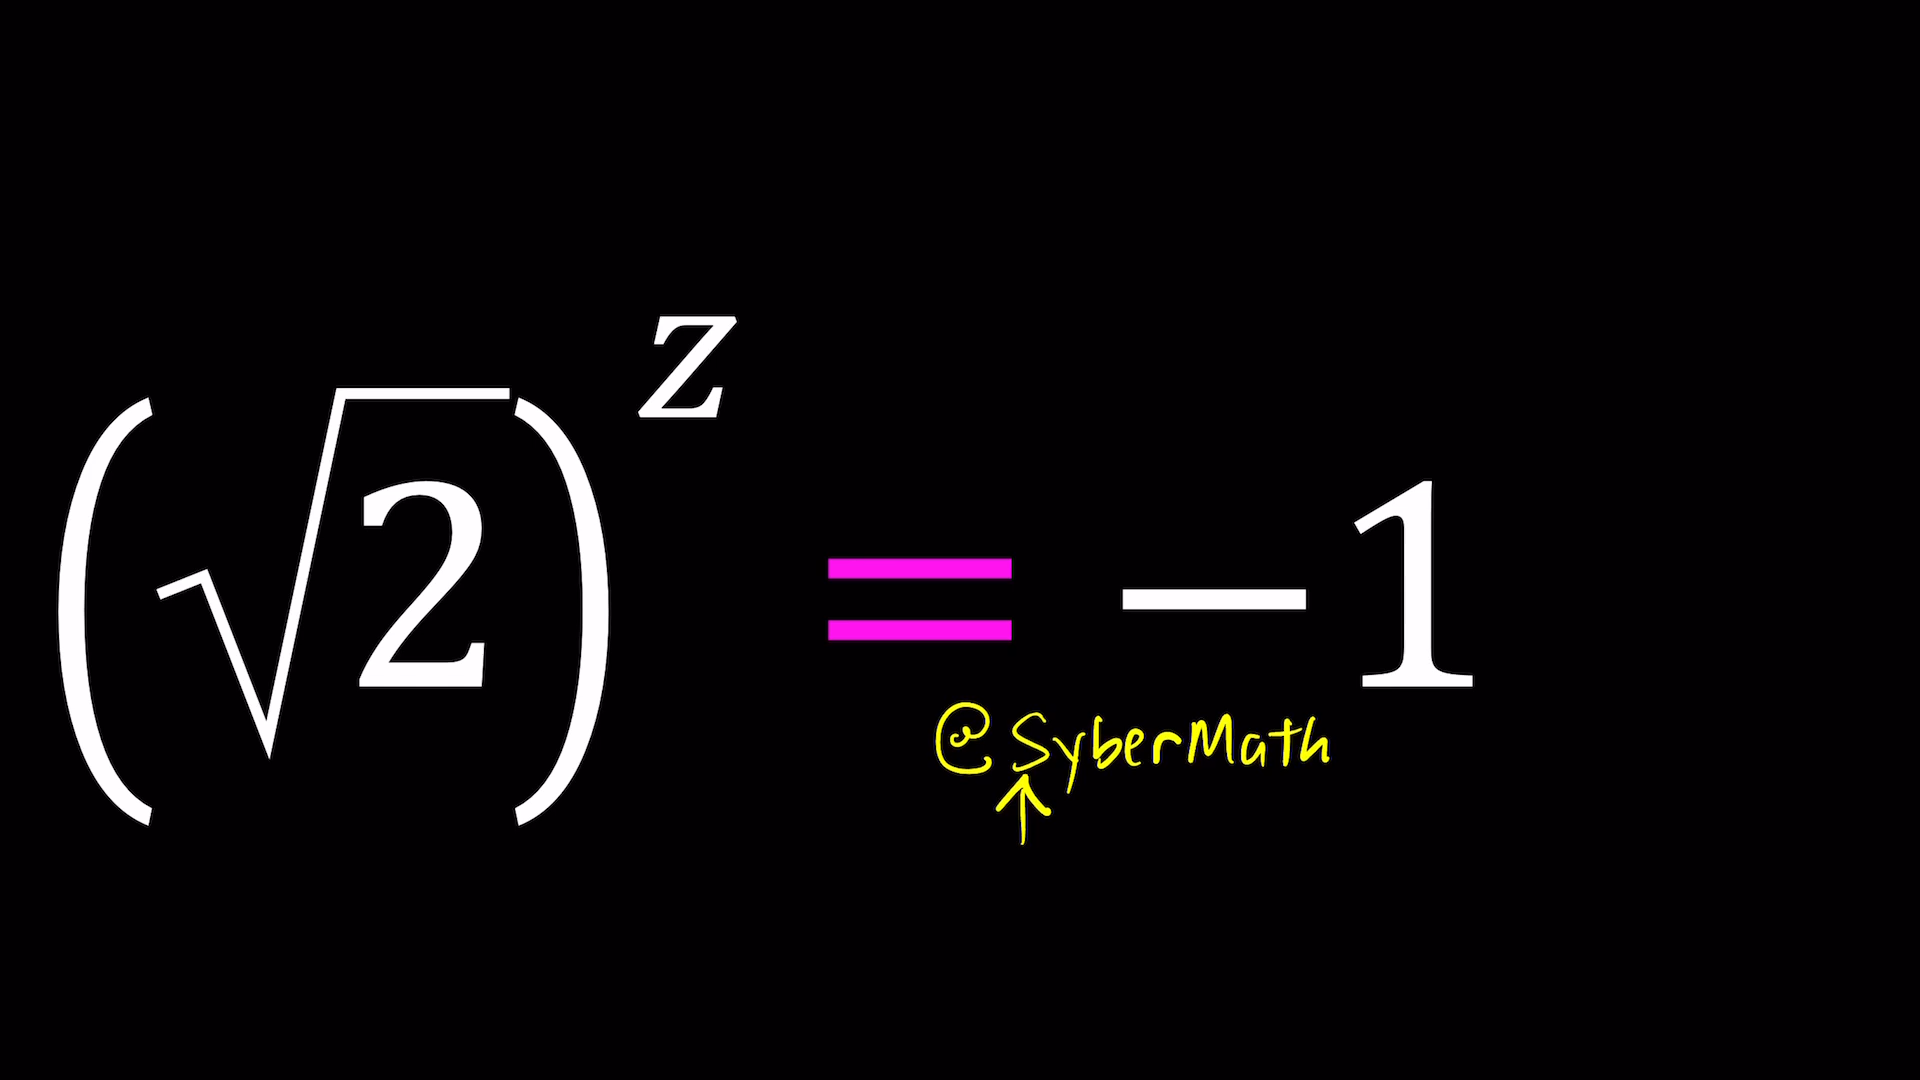 (√2)ᶻ = −1
@SyberMath